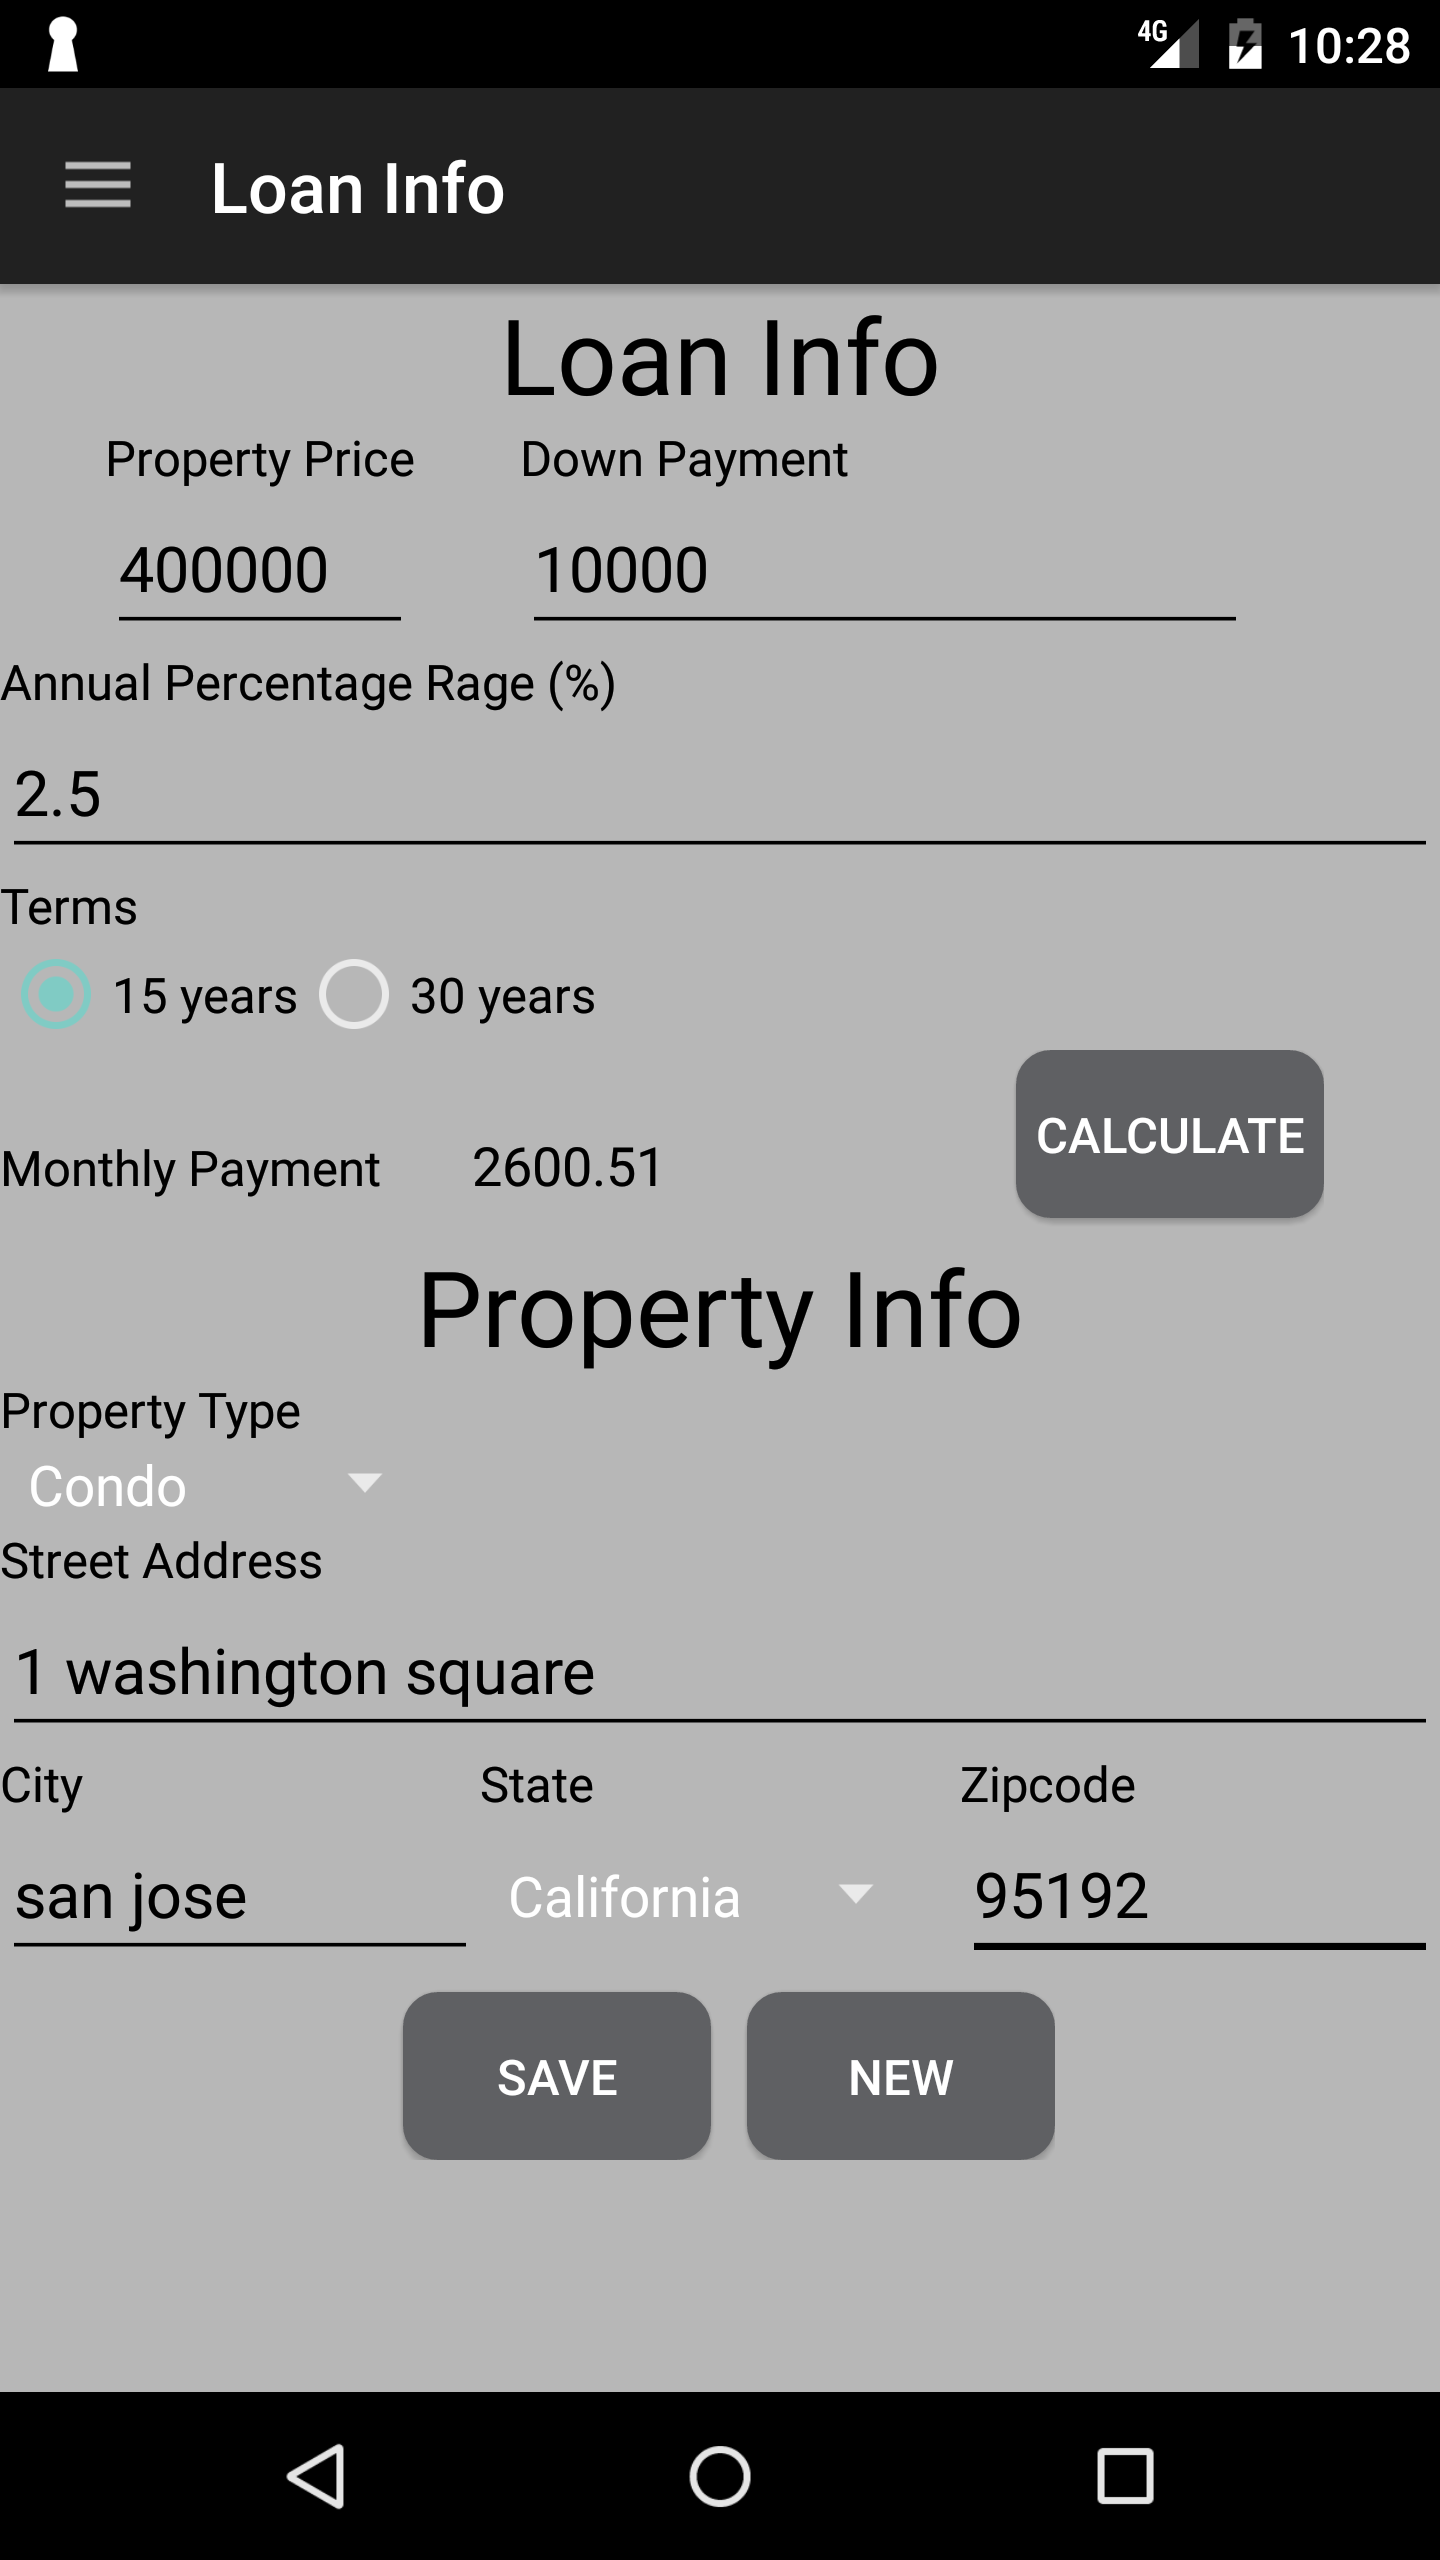 4G 10:28
Loan Info
Loan Info
Property Price Down Payment
400000 10000
Annual Percentage Rage (%)
2.5
Terms
15 years 30 years
CALCULATE
Monthly Payment 2600.51
Property Info
Property Type
Condo
Street Address
1 washington square
City State Zipcode
san jose California 95192
SAVE NEW